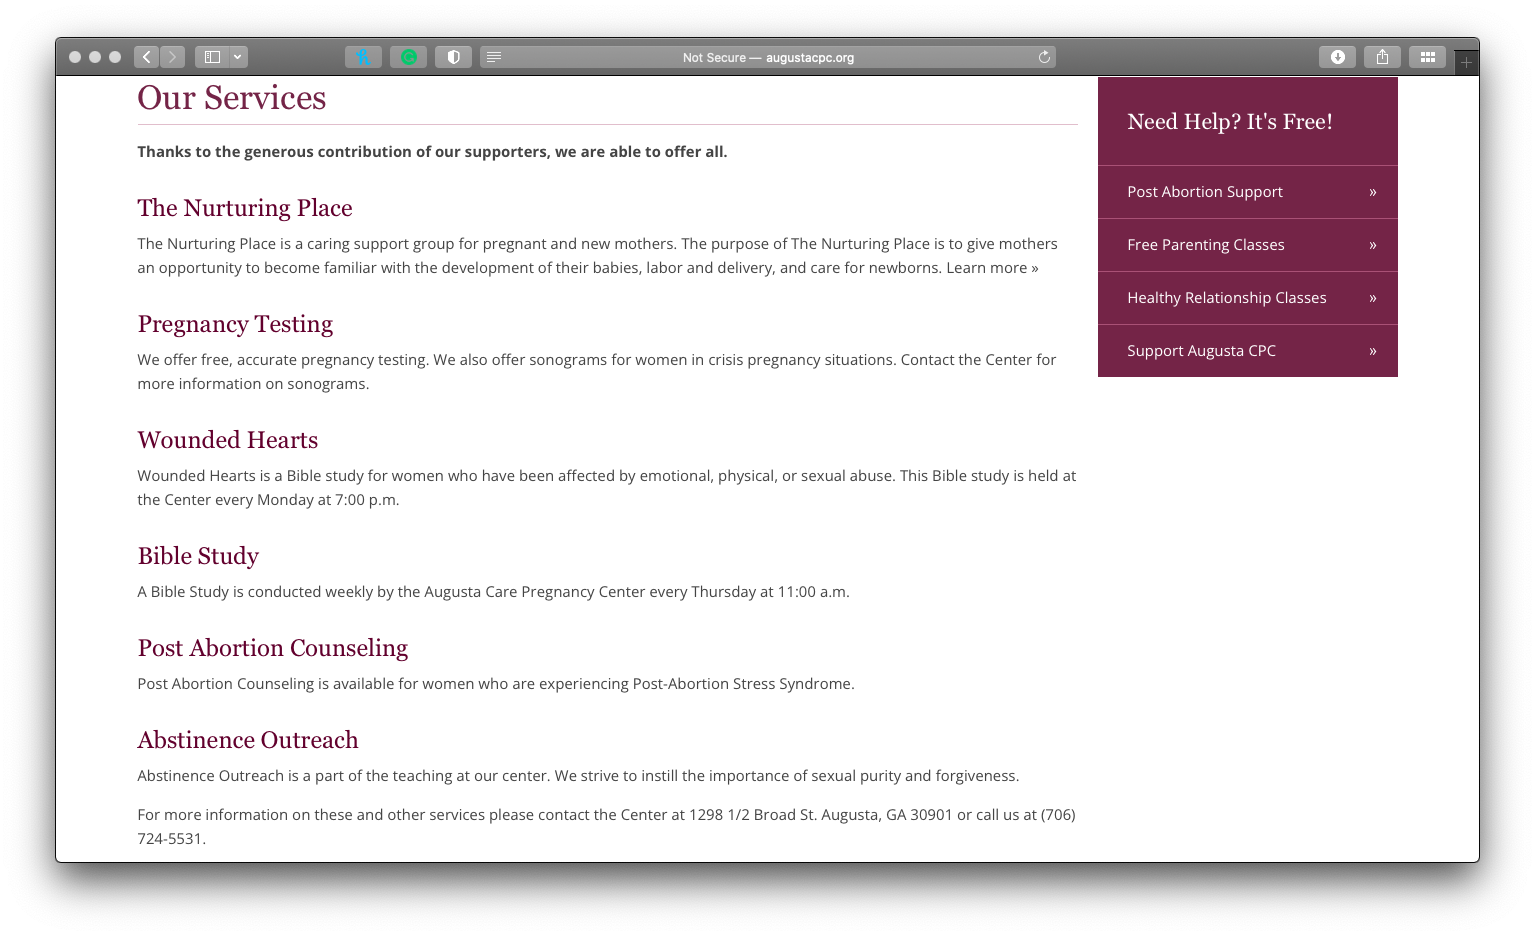 Not Secure — augustacpc.org
Our Services
Thanks to the generous contribution of our supporters, we are able to offer all.
The Nurturing Place
The Nurturing Place is a caring support group for pregnant and new mothers. The purpose of The Nurturing Place is to give mothers
an opportunity to become familiar with the development of their babies, labor and delivery, and care for newborns. Learn more »
Pregnancy Testing
We offer free, accurate pregnancy testing. We also offer sonograms for women in crisis pregnancy situations. Contact the Center for
more information on sonograms.
Wounded Hearts
Wounded Hearts is a Bible study for women who have been affected by emotional, physical, or sexual abuse. This Bible study is held at
the Center every Monday at 7:00 p.m.
Bible Study
A Bible Study is conducted weekly by the Augusta Care Pregnancy Center every Thursday at 11:00 a.m.
Post Abortion Counseling
Post Abortion Counseling is available for women who are experiencing Post-Abortion Stress Syndrome.
Abstinence Outreach
Abstinence Outreach is a part of the teaching at our center. We strive to instill the importance of sexual purity and forgiveness.
For more information on these and other services please contact the Center at 1298 1/2 Broad St. Augusta, GA 30901 or call us at (706)
724-5531.
Need Help? It's Free!
Post Abortion Support »
Free Parenting Classes »
Healthy Relationship Classes »
Support Augusta CPC »